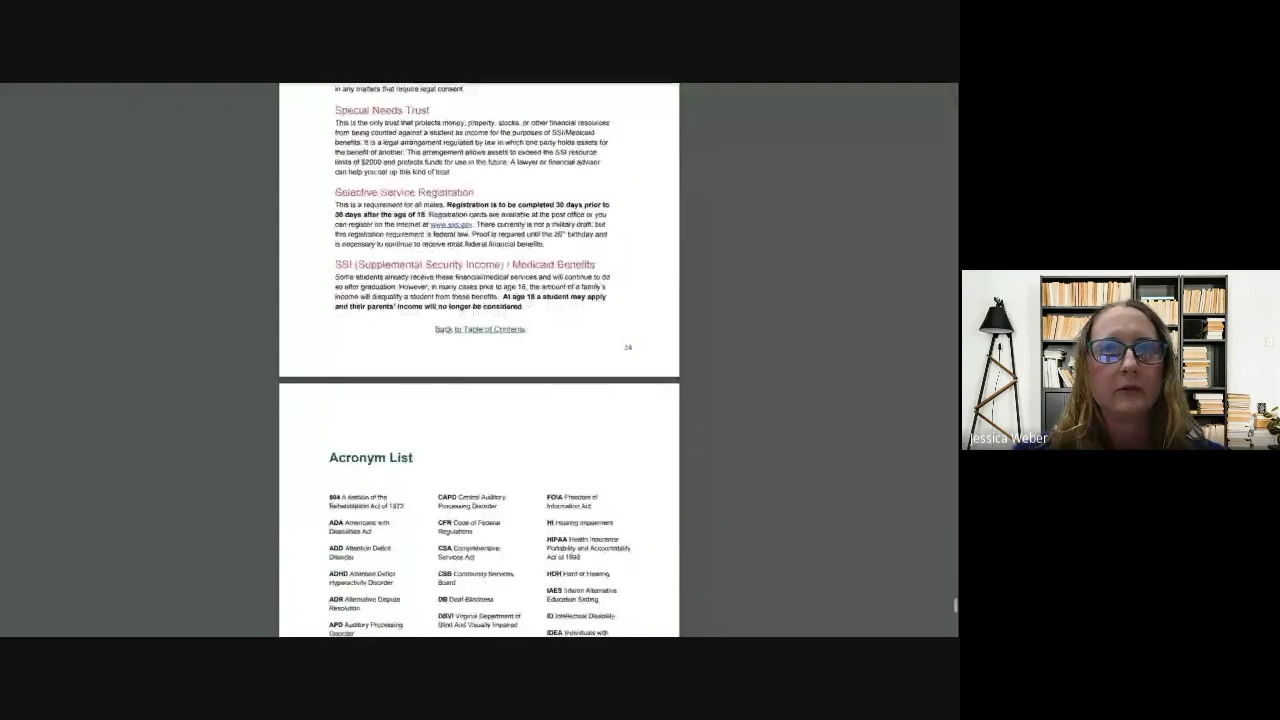 in any matters that require legal consent
Special Needs Trust
This is the only trust that protects money, property, stocks, or other financial resources
from being counted against a student as income for the purposes of SSI/Medicaid
benefits. It is a legal arrangement regulated by law in which one party holds assets for
the benefit of another. This arrangement allows assets to exceed the SSI resource
limits of $2000 and protects funds for use in the future. A lawyer or financial advisor
can help you set up this kind of trust
Selective Service Registration
This is a requirement for all males. Registration is to be completed 30 days prior to
30 days after the age of 18. Registration cards are available at the post office or you
can register on the internet at www.sss.gov. There currently is not a military draft, but
this registration requirement is federal law. Proof is required until the 26th birthday and
is necessary to continue to receive most federal financial benefits.
SSI (Supplemental Security Income) / Medicaid Benefits
Some students already receive these financial/medical services and will continue to do
so after graduation. However, in many cases prior to age 18, the amount of a family's
income will disqualify a student from these benefits. At age 18 a student may apply
and their parents' income will no longer be considered.
Back to Table of Contents
34
Acronym List
504 A section of the
Rehabilitation Act of 1973
ADA Americans with
Disabilities Act
ADD Attention Deficit
Disorder
ADHD Attention Deficit
Hyperactivity Disorder
ADR Alternative Dispute
Resolution
APD Auditory Processing
Disorder
CAPD Central Auditory
Processing Disorder
CFR Code of Federal
Regulations
CSA Comprehensive
Services Act
CSB Community Services
Board
DB Deaf-Blindness
DBVI Virginia Department of
Blind And Visually Impaired
FOIA Freedom of
Information Act
HI Hearing Impairment
HIPAA Health Insurance
Portability and Accountability
Act of 1996
HOH Hard of Hearing
IAES Interim Alternative
Education Setting
ID Intellectual Disability
IDEA Individuals with
Jessica Weber